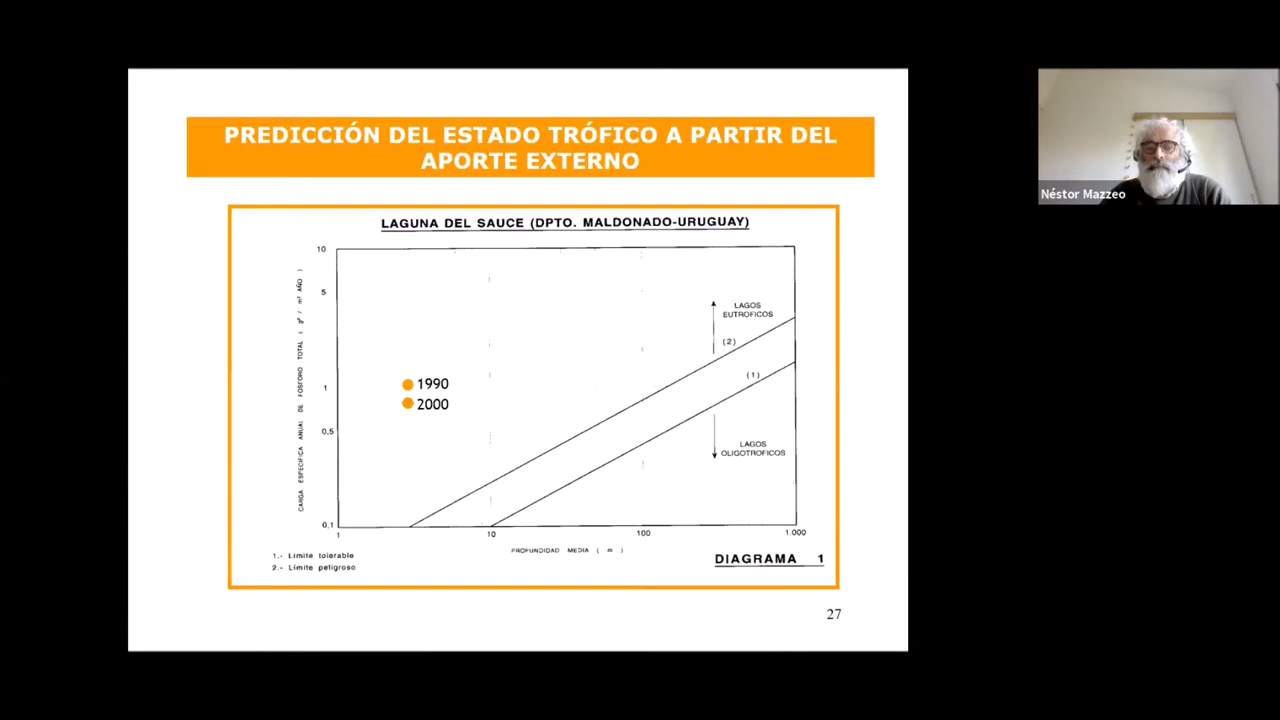 PREDICCIÓN DEL ESTADO TRÓFICO A PARTIR DEL
APORTE EXTERNO
LAGUNA DEL SAUCE (DPTO. MALDONADO-URUGUAY)
CARGA ESPECIFICA ANUAL DE FOSFORO TOTAL ( gP / m² AÑO )
10
5
1
0,5
0,1
1990
2000
LAGOS
EUTROFICOS
(2)
(1)
LAGOS
OLIGOTROFICOS
1
10
100
1.000
PROFUNDIDAD MEDIA ( m )
1.- Limite tolerable
2.- Límite peligroso
DIAGRAMA 1
27
Néstor Mazzeo